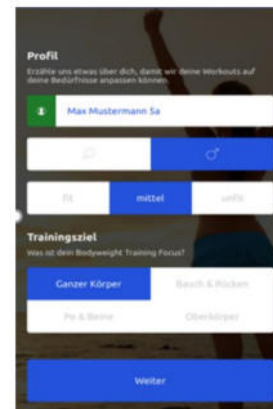 Profil
Erzähle uns etwas über dich, damit wir deine Workouts auf
deine Bedürfnisse anpassen können.
Max Mustermann Sa
fit mittel unfit
Trainingsziel
Was ist dein Bodyweight Training Focus?
Ganzer Körper Bauch & Rücken
Po & Beine Oberkörper
Weiter